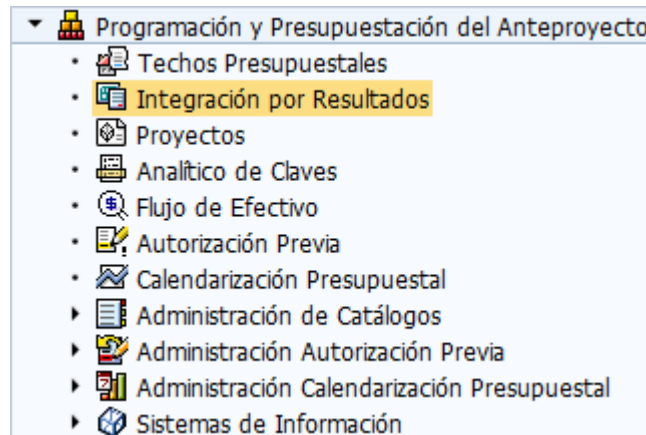 Programación y Presupuestación del Anteproyecto
Techos Presupuestales
Integración por Resultados
Proyectos
Analítico de Claves
Flujo de Efectivo
Autorización Previa
Calendarización Presupuestal
Administración de Catálogos
Administración Autorización Previa
Administración Calendarización Presupuestal
Sistemas de Información